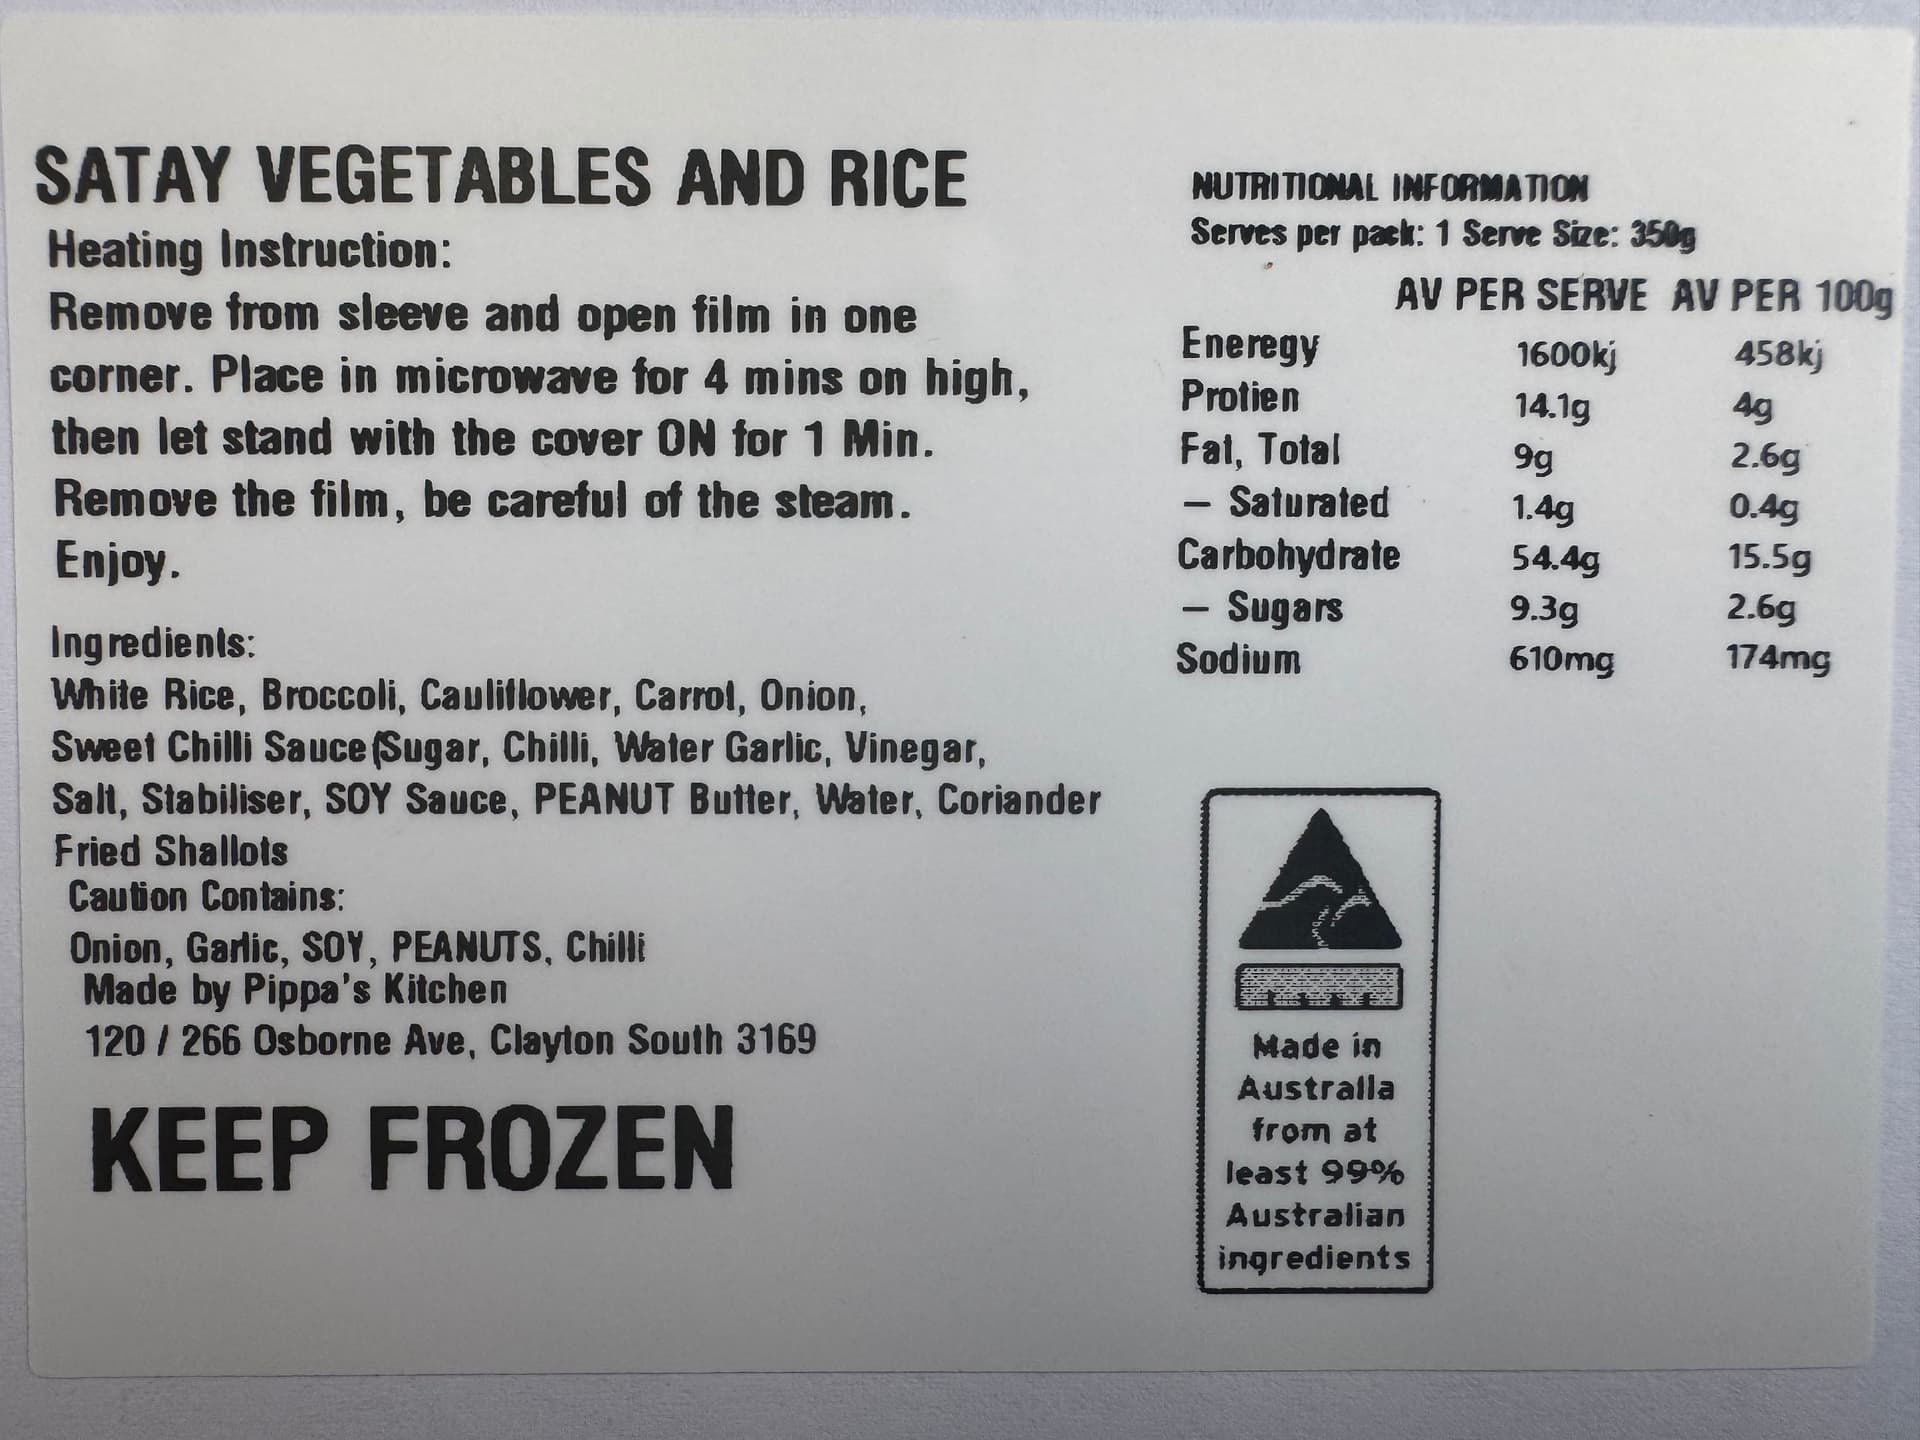 SATAY VEGETABLES AND RICE
Heating Instruction:
Remove from sleeve and open film in one
corner. Place in microwave for 4 mins on high,
then let stand with the cover ON for 1 Min.
Remove the film, be careful of the steam.
Enjoy.
Ingredients:
White Rice, Broccoli, Cauliflower, Carrot, Onion,
Sweet Chilli Sauce(Sugar, Chilli, Water Garlic, Vinegar,
Salt, Stabiliser, SOY Sauce, PEANUT Butter, Water, Coriander
Fried Shallots
Caution Contains:
Onion, Garlic, SOY, PEANUTS, Chilli
Made by Pippa's Kitchen
120 / 266 Osborne Ave, Clayton South 3169
KEEP FROZEN
NUTRITIONAL INFORMATION
Serves per pack: 1 Serve Size: 350g
AV PER SERVE AV PER 100g
Eneregy 1600kj 458kj
Protien 14.1g 4g
Fat, Total 9g 2.6g
– Saturated 1.4g 0.4g
Carbohydrate 54.4g 15.5g
– Sugars 9.3g 2.6g
Sodium 610mg 174mg
Made in
Australia
from at
least 99%
Australian
ingredients